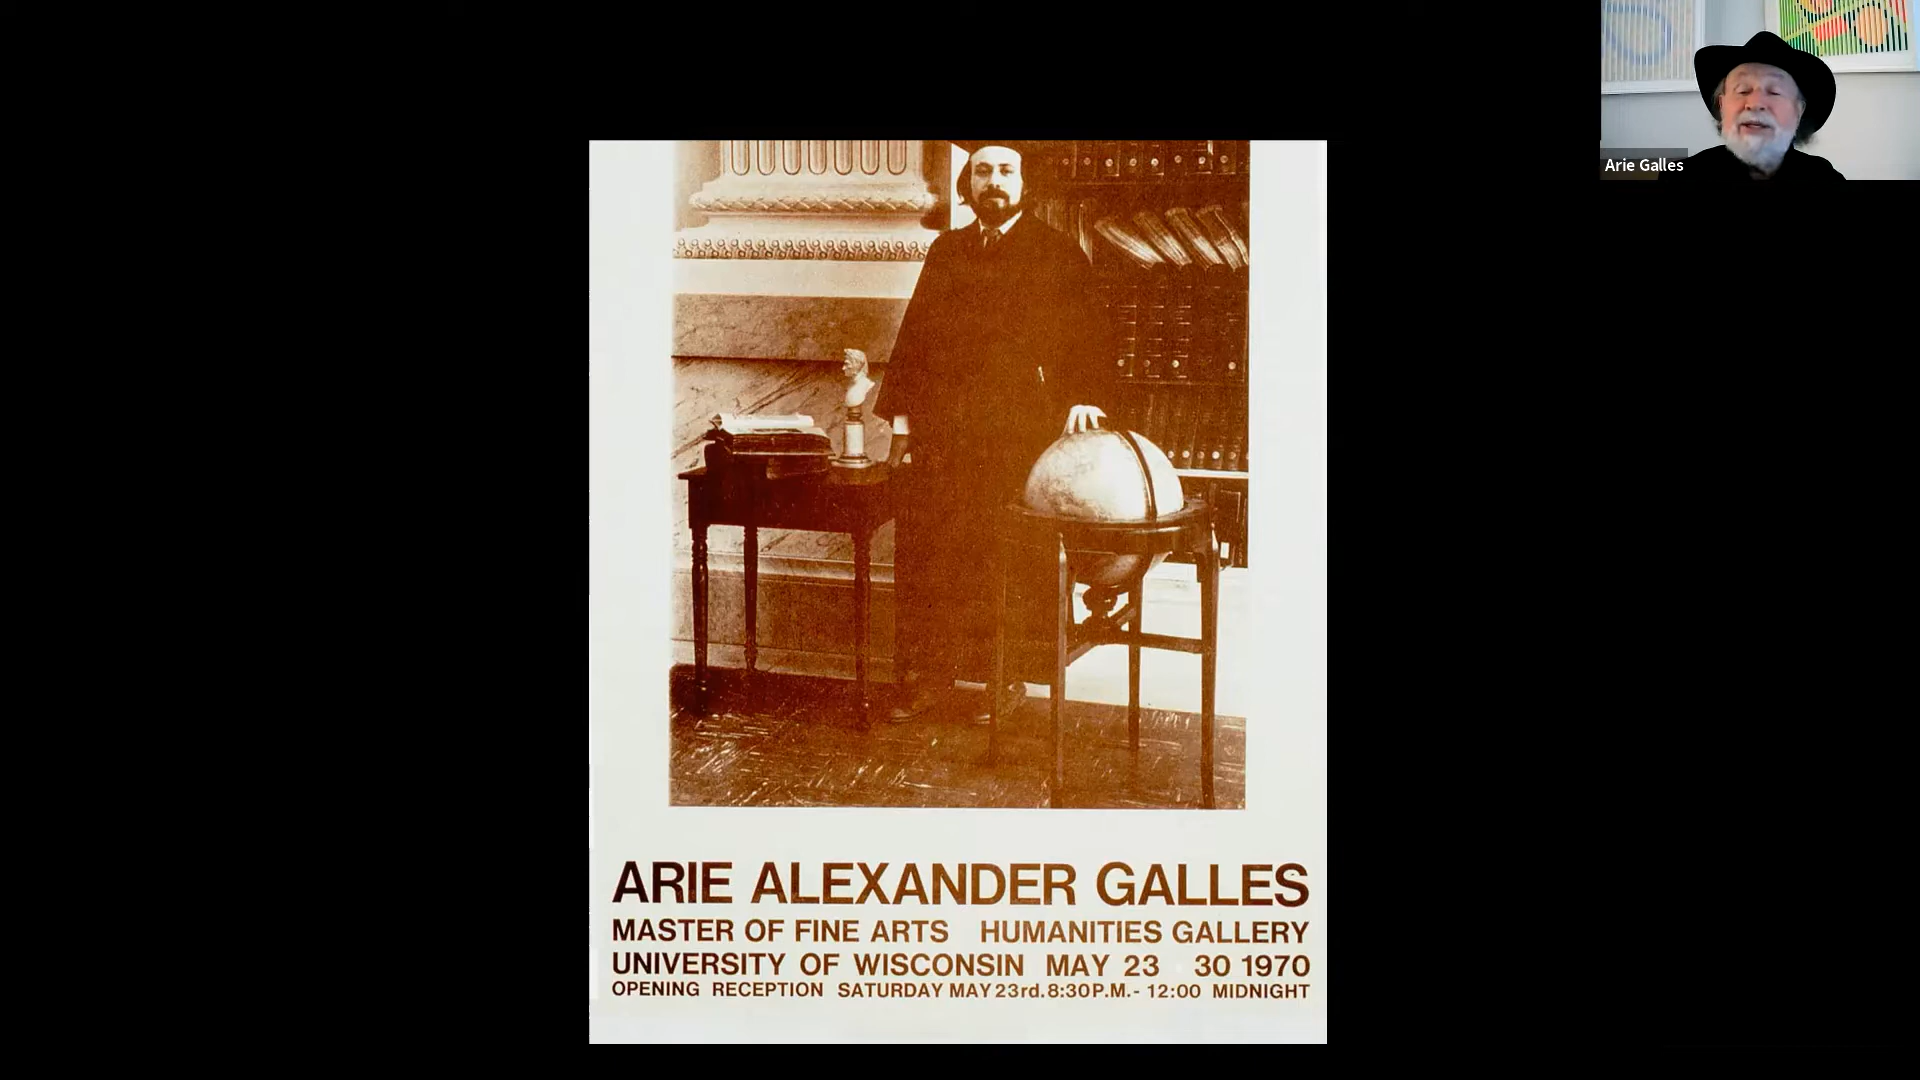 Arie Galles
ARIE ALEXANDER GALLES
MASTER OF FINE ARTS HUMANITIES GALLERY
UNIVERSITY OF WISCONSIN MAY 23 30 1970
OPENING RECEPTION SATURDAY MAY 23rd. 8:30P.M.- 12:00 MIDNIGHT